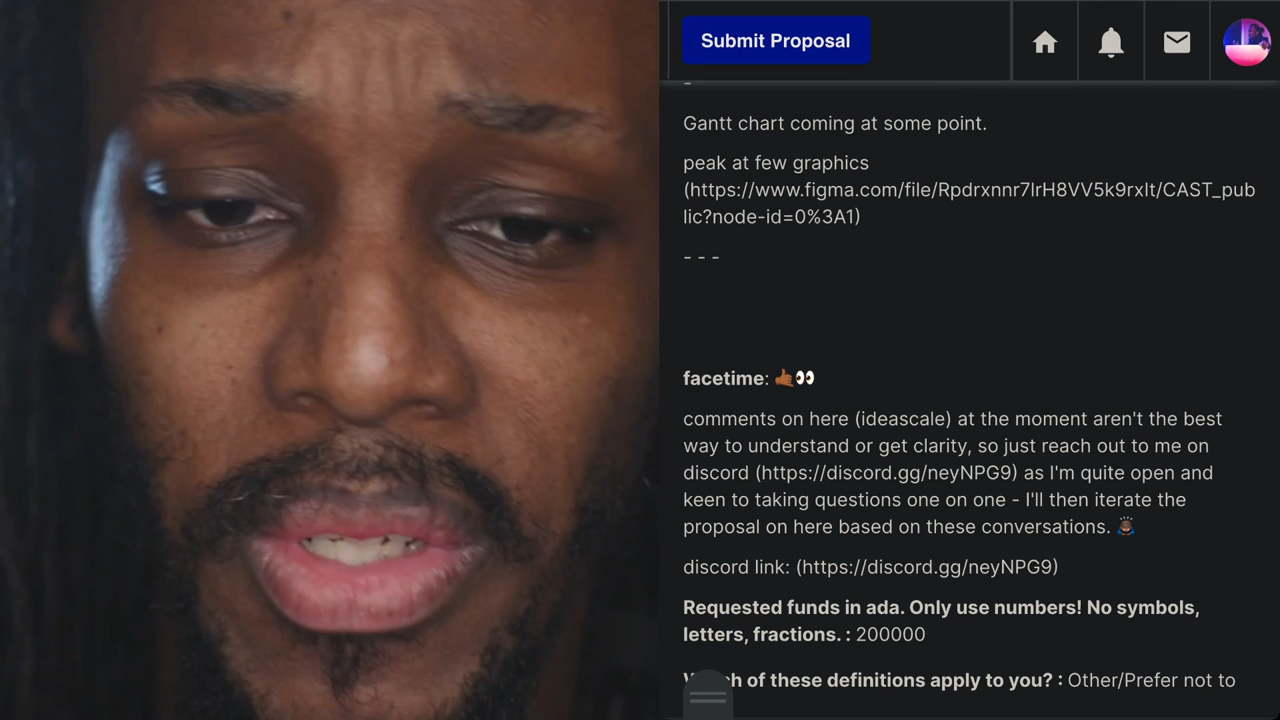 Submit Proposal
Gantt chart coming at some point.
peak at few graphics
(https://www.figma.com/file/Rpdrxnnr7lrH8VV5k9rxIt/CAST_pub
lic?node-id=0%3A1)
- - -
facetime: 🤙🏾👀
comments on here (ideascale) at the moment aren't the best
way to understand or get clarity, so just reach out to me on
discord (https://discord.gg/neyNPG9) as I'm quite open and
keen to taking questions one on one - I'll then iterate the
proposal on here based on these conversations. 🙇🏾
discord link: (https://discord.gg/neyNPG9)
Requested funds in ada. Only use numbers! No symbols,
letters, fractions. : 200000
of these definitions apply to you? : Other/Prefer not to